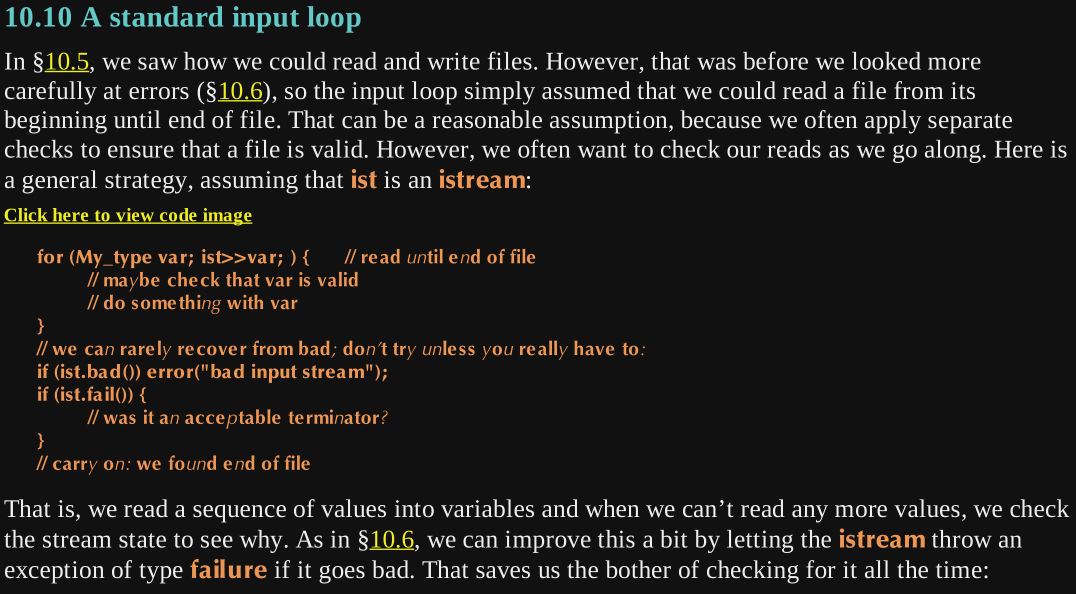 10.10 A standard input loop
In §10.5, we saw how we could read and write files. However, that was before we looked more
carefully at errors (§10.6), so the input loop simply assumed that we could read a file from its
beginning until end of file. That can be a reasonable assumption, because we often apply separate
checks to ensure that a file is valid. However, we often want to check our reads as we go along. Here is
a general strategy, assuming that ist is an istream:
Click here to view code image
for (My_type var; ist>>var; ) { // read until end of file
// maybe check that var is valid
// do something with var
}
// we can rarely recover from bad; don't try unless you really have to:
if (ist.bad()) error("bad input stream");
if (ist.fail()) {
// was it an acceptable terminator?
}
// carry on: we found end of file
That is, we read a sequence of values into variables and when we can’t read any more values, we check
the stream state to see why. As in §10.6, we can improve this a bit by letting the istream throw an
exception of type failure if it goes bad. That saves us the bother of checking for it all the time: